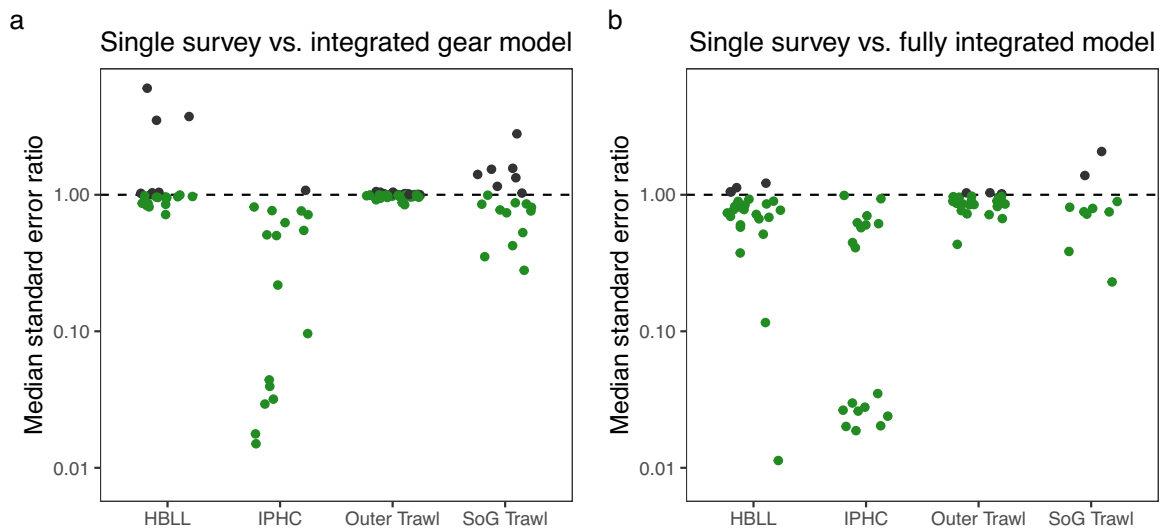 a
Single survey vs. integrated gear model
Median standard error ratio
1.00
0.10
0.01
HBLL
IPHC
Outer Trawl
SoG Trawl
b
Single survey vs. fully integrated model
Median standard error ratio
1.00
0.10
0.01
HBLL
IPHC
Outer Trawl
SoG Trawl